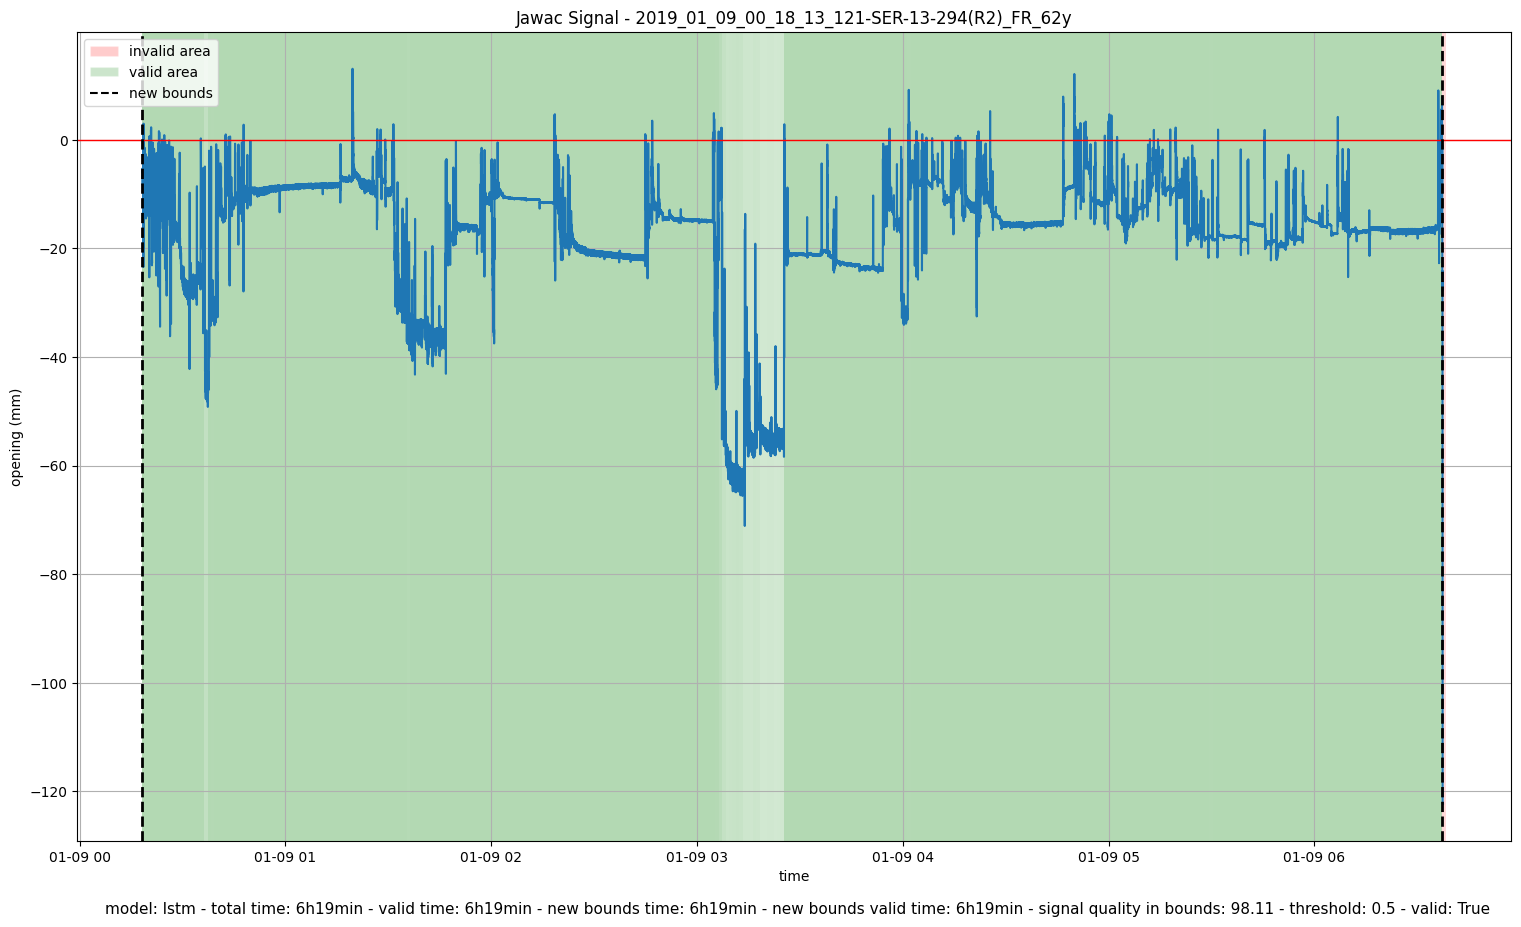 Jawac Signal - 2019_01_09_00_18_13_121-SER-13-294(R2)_FR_62y
invalid area
valid area
new bounds
0
−20
−40
−60
−80
−100
−120
opening (mm)
01-09 00
01-09 01
01-09 02
01-09 03
01-09 04
01-09 05
01-09 06
time
model: lstm - total time: 6h19min - valid time: 6h19min - new bounds time: 6h19min - new bounds valid time: 6h19min - signal quality in bounds: 98.11 - threshold: 0.5 - valid: True